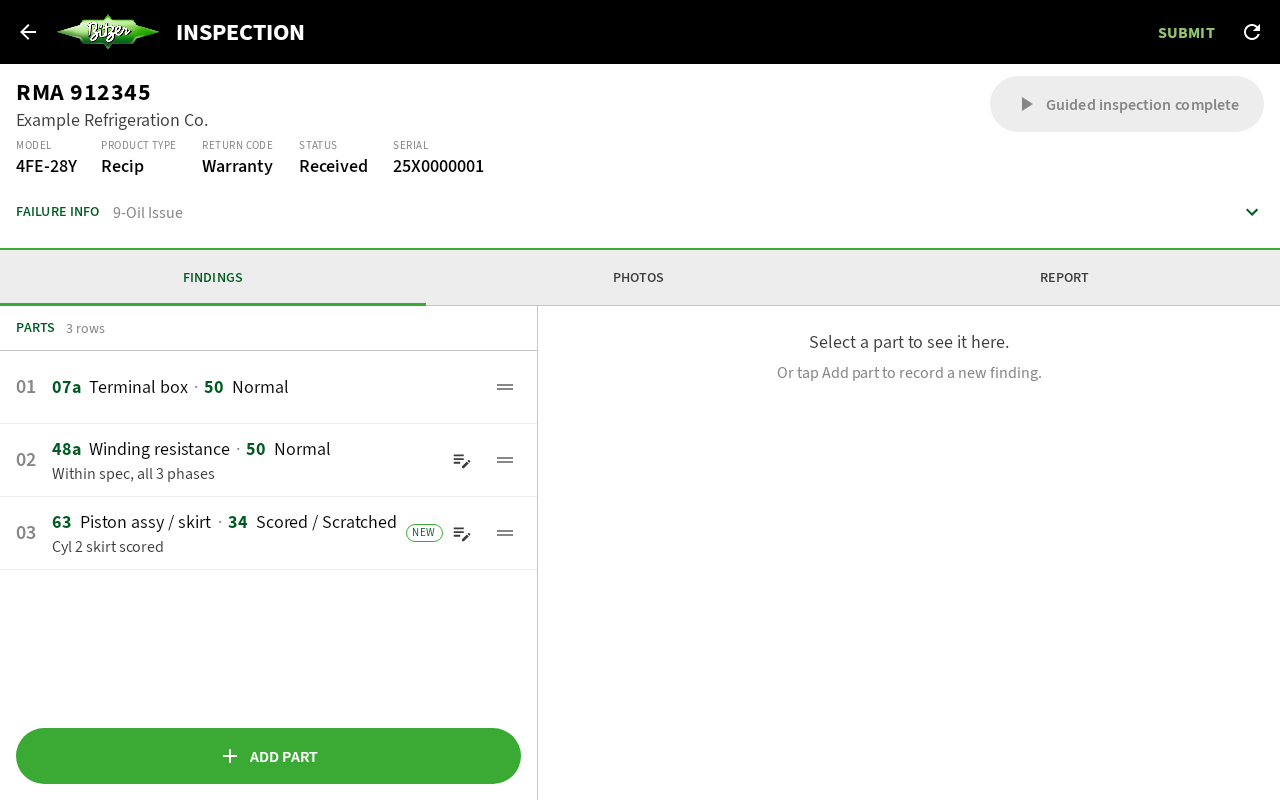 Bitzer
INSPECTION
SUBMIT
RMA 912345
Example Refrigeration Co.
Guided inspection complete
MODEL PRODUCT TYPE RETURN CODE STATUS SERIAL
4FE-28Y Recip Warranty Received 25X0000001
FAILURE INFO 9-Oil Issue
FINDINGS PHOTOS REPORT
PARTS 3 rows
01 07a Terminal box · 50 Normal
02 48a Winding resistance · 50 Normal
Within spec, all 3 phases
03 63 Piston assy / skirt · 34 Scored / Scratched NEW
Cyl 2 skirt scored
ADD PART
Select a part to see it here.
Or tap Add part to record a new finding.